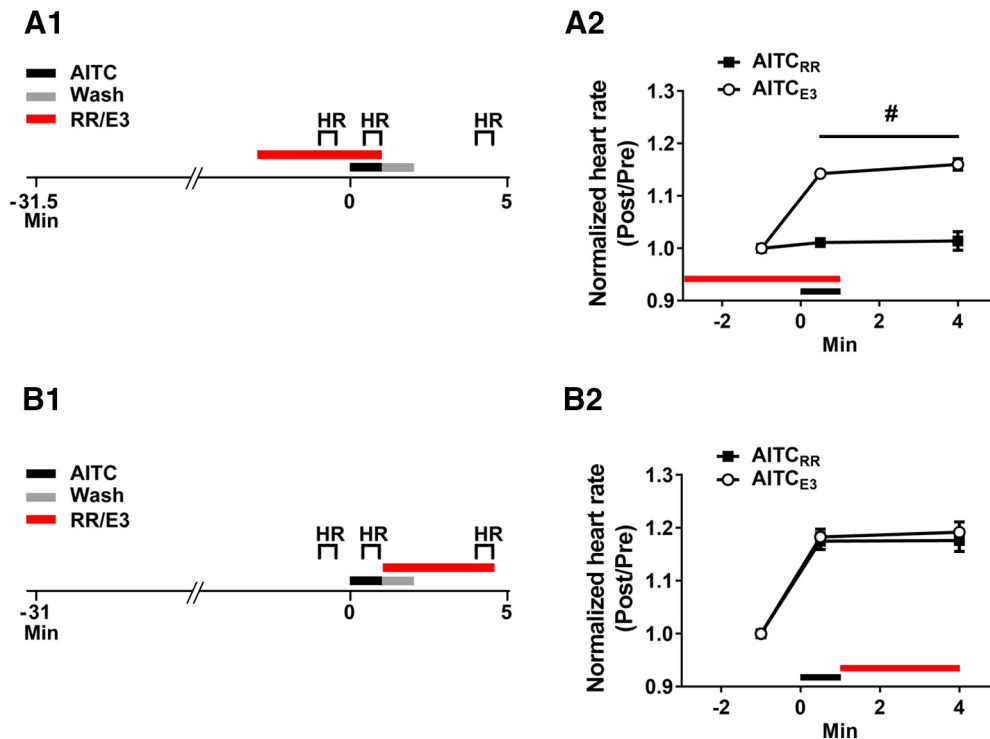 A1
AITC
Wash
RR/E3
HR HR HR
-31.5 0 5
Min
A2
AITC_RR
AITC_E3
#
Normalized heart rate
(Post/Pre)
1.3
1.2
1.1
1.0
0.9
-2 0 2 4
Min
B1
AITC
Wash
RR/E3
HR HR HR
-31 0 5
Min
B2
AITC_RR
AITC_E3
Normalized heart rate
(Post/Pre)
1.3
1.2
1.1
1.0
0.9
-2 0 2 4
Min